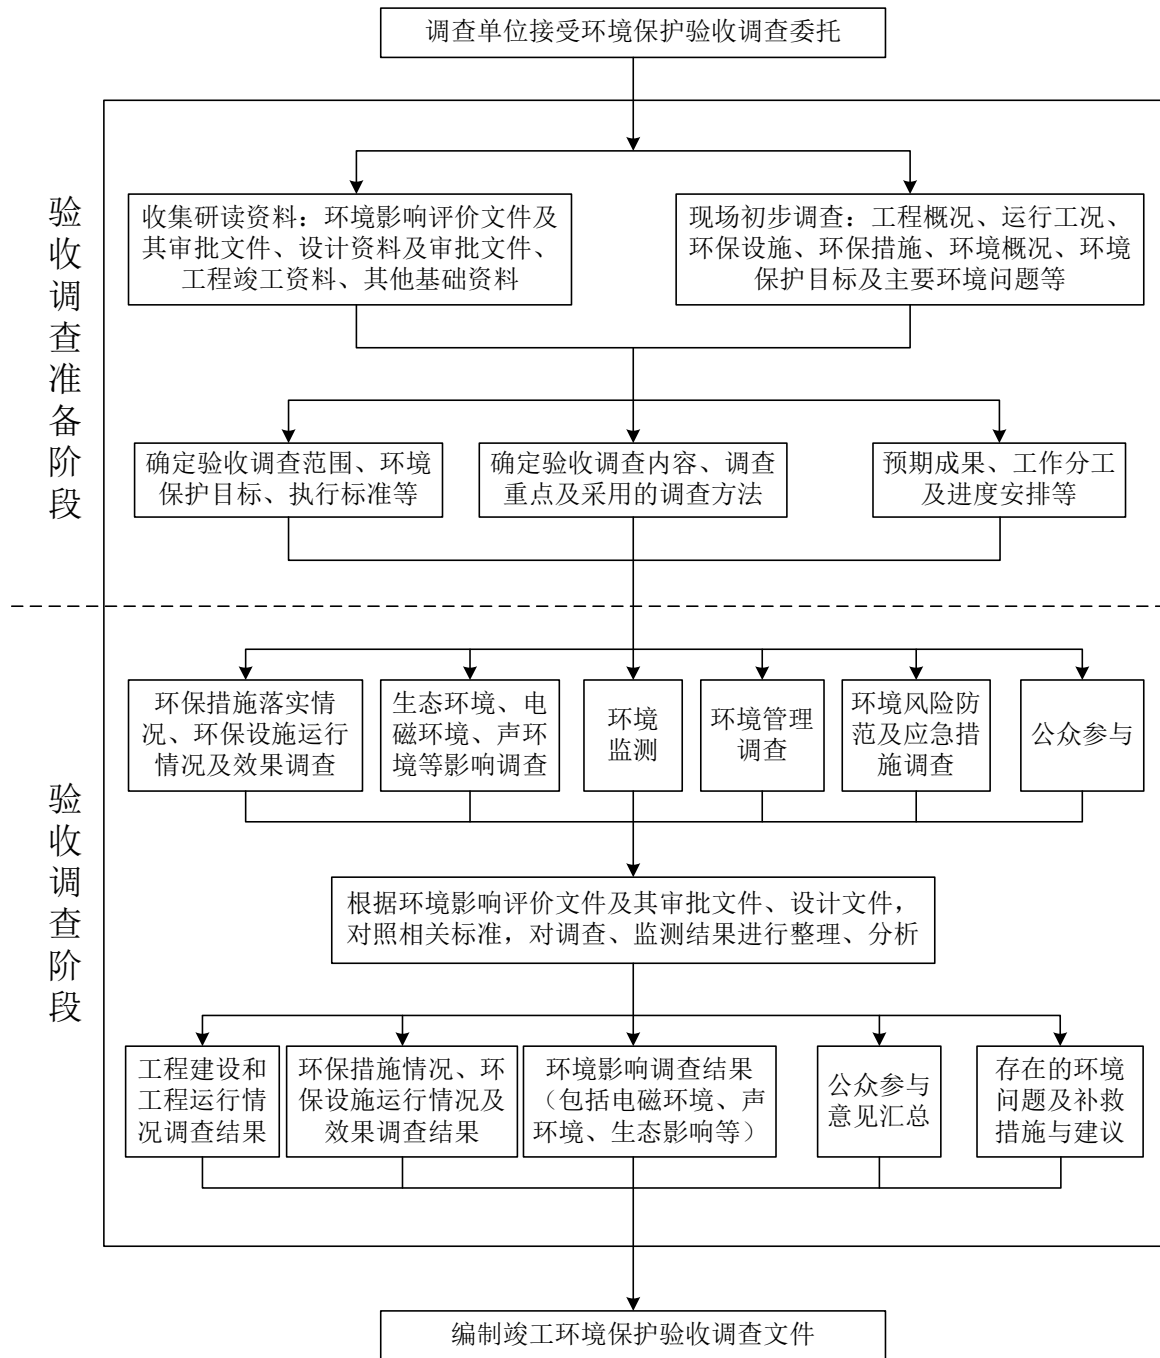 调查单位接受环境保护验收调查委托
验收调查准备阶段
收集研读资料：环境影响评价文件及
其审批文件、设计资料及审批文件、
工程竣工资料、其他基础资料
现场初步调查：工程概况、运行工况、
环保设施、环保措施、环境概况、环境
保护目标及主要环境问题等
确定验收调查范围、环境
保护目标、执行标准等
确定验收调查内容、调查
重点及采用的调查方法
预期成果、工作分工
及进度安排等
验收调查阶段
环保措施落实情
况、环保设施运行
情况及效果调查
生态环境、电
磁环境、声环
境等影响调查
环境
监测
环境管理
调查
环境风险防
范及应急措
施调查
公众参与
根据环境影响评价文件及其审批文件、设计文件，
对照相关标准，对调查、监测结果进行整理、分析
工程建设和
工程运行情
况调查结果
环保措施情况、环
保设施运行情况及
效果调查结果
环境影响调查结果
（包括电磁环境、声
环境、生态影响等）
公众参与
意见汇总
存在的环境
问题及补救
措施与建议
编制竣工环境保护验收调查文件